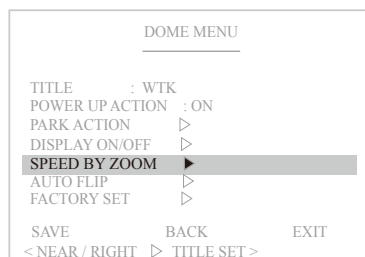 DOME MENU
TITLE : WTK
POWER UP ACTION : ON
PARK ACTION ▷
DISPLAY ON/OFF ▷
SPEED BY ZOOM ▶
AUTO FLIP ▷
FACTORY SET ▷
SAVE BACK EXIT
< NEAR / RIGHT ▷ TITLE SET >